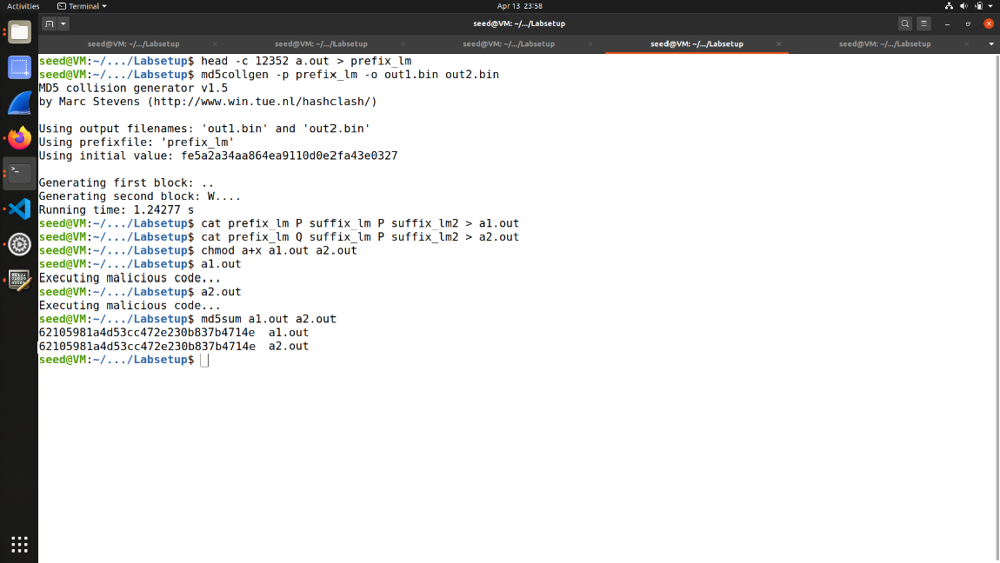 Activities Terminal Apr 13 23:58
seed@VM: ~/.../Labsetup
seed@VM: ~/.../Labsetup seed@VM: ~/.../Labsetup seed@VM: ~/.../Labsetup seed@VM: ~/.../Labsetup seed@VM: ~/.../Labsetup
seed@VM:~/.../Labsetup$ head -c 12352 a.out > prefix_lm
seed@VM:~/.../Labsetup$ md5collgen -p prefix_lm -o out1.bin out2.bin
MD5 collision generator v1.5
by Marc Stevens (http://www.win.tue.nl/hashclash/)
Using output filenames: 'out1.bin' and 'out2.bin'
Using prefixfile: 'prefix_lm'
Using initial value: fe5a2a34aa864ea9110d0e2fa43e0327
Generating first block: ..
Generating second block: W....
Running time: 1.24277 s
seed@VM:~/.../Labsetup$ cat prefix_lm P suffix_lm P suffix_lm2 > a1.out
seed@VM:~/.../Labsetup$ cat prefix_lm Q suffix_lm P suffix_lm2 > a2.out
seed@VM:~/.../Labsetup$ chmod a+x a1.out a2.out
seed@VM:~/.../Labsetup$ a1.out
Executing malicious code...
seed@VM:~/.../Labsetup$ a2.out
Executing malicious code...
seed@VM:~/.../Labsetup$ md5sum a1.out a2.out
62105981a4d53cc472e230b837b4714e  a1.out
62105981a4d53cc472e230b837b4714e  a2.out
seed@VM:~/.../Labsetup$